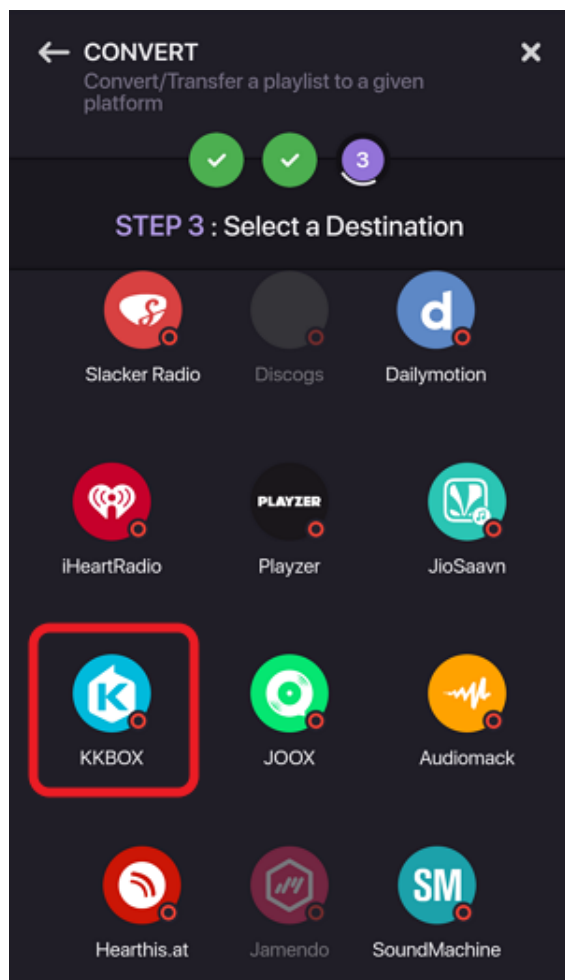 CONVERT
Convert/Transfer a playlist to a given
platform
3
STEP 3 : Select a Destination
S
d
Slacker Radio Discogs Dailymotion
PLAYZER
iHeartRadio Playzer JioSaavn
K
KKBOX JOOX Audiomack
SM
Hearthis.at Jamendo SoundMachine